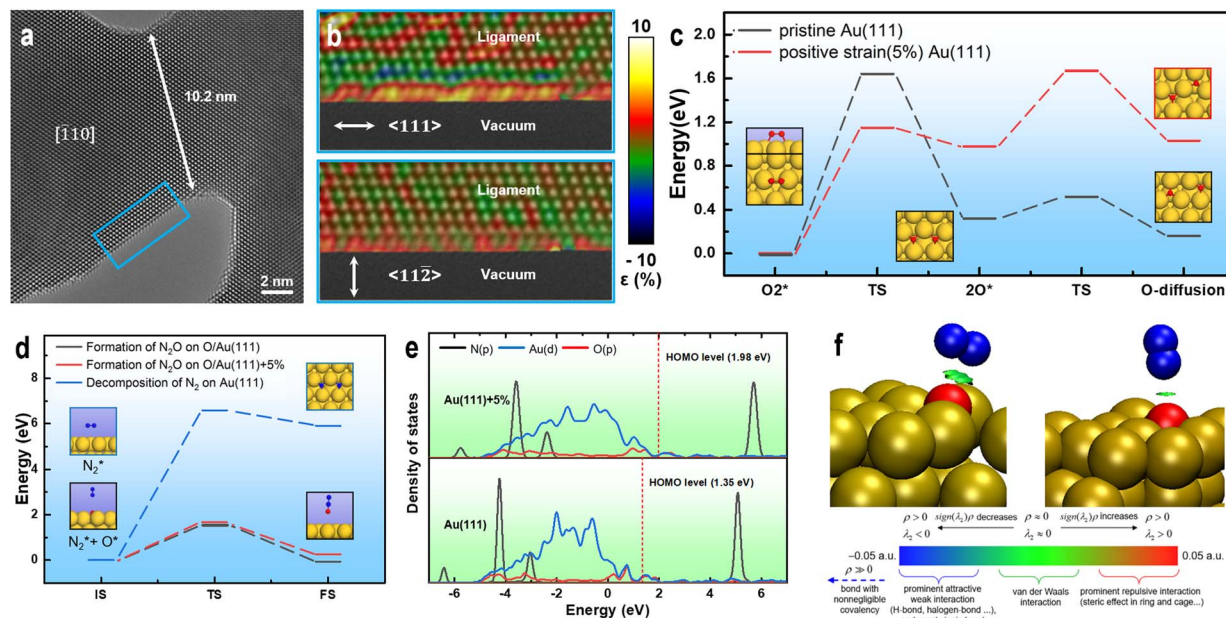 a
10.2 nm
[1̅10]
2 nm
b
Ligament
<111>
Vacuum
Ligament
<112̅>
Vacuum
10
- 10
ε (%)
c
pristine Au(111)
positive strain(5%) Au(111)
Energy(eV)
2.0
1.6
1.2
0.8
0.4
0.0
O2*
TS
2O*
TS
O-diffusion
d
Formation of N₂O on O/Au(111)
Formation of N₂O on O/Au(111)+5%
Decomposition of N₂ on Au(111)
Energy (eV)
8
6
4
2
0
N₂*
N₂*+ O*
IS
TS
FS
e
N(p)
Au(d)
O(p)
HOMO level (1.98 eV)
Au(111)+5%
Density of states
HOMO level (1.35 eV)
Au(111)
-6
-4
-2
0
2
4
6
Energy (eV)
f
ρ > 0 sign(λ₂)ρ decreases ρ ≈ 0 sign(λ₂)ρ increases ρ > 0
λ₂ < 0 λ₂ ≈ 0 λ₂ > 0
−0.05 a.u. 0.05 a.u.
ρ ≫ 0
bond with
nonnegligible
covalency
prominent attractive
weak interaction
(H-bond, halogen-bond ...),
van der Waals
interaction
prominent repulsive interaction
(steric effect in ring and cage...)